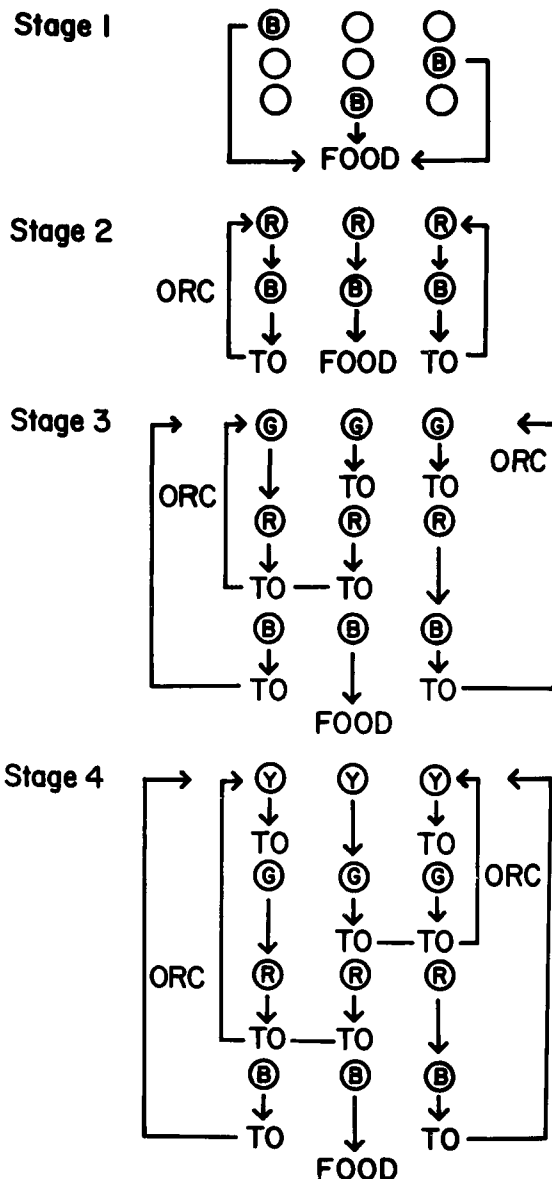 Stage 1
B
B
B
FOOD
Stage 2
R R R
ORC B B B
TO FOOD TO
Stage 3
G G G
ORC
TO TO
ORC
R R R
TO TO
B B B
TO TO
FOOD
Stage 4
Y Y Y
TO TO
G G G
ORC
TO TO
ORC R R R
TO TO
B B B
TO TO
FOOD